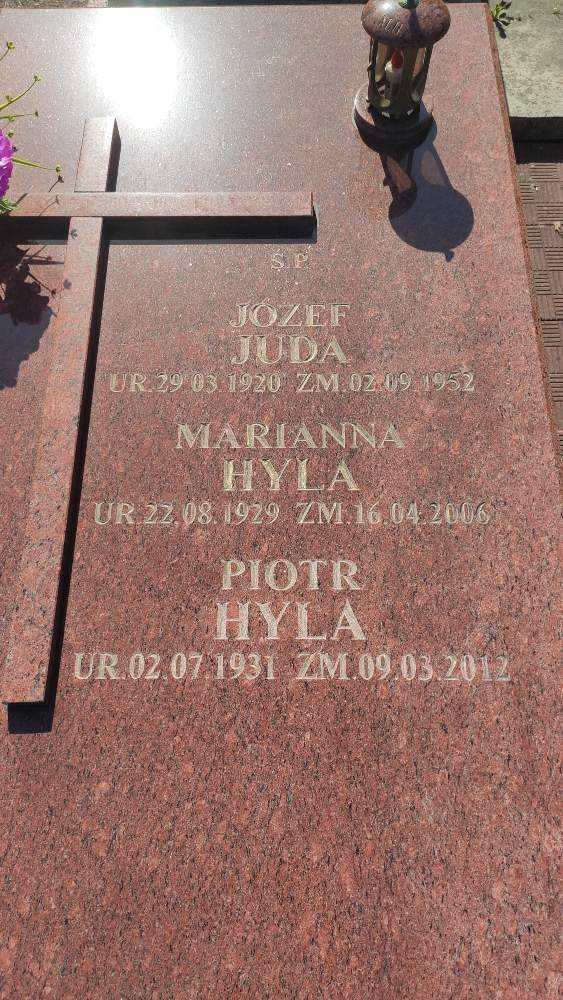 Ś.P.
JÓZEF
JUDA
UR.29.03.1920 ZM.02.09.1952
MARIANNA
HYLA
UR.22.08.1929 ZM.16.04.2006
PIOTR
HYLA
UR.02.07.1931 ZM.09.03.2012